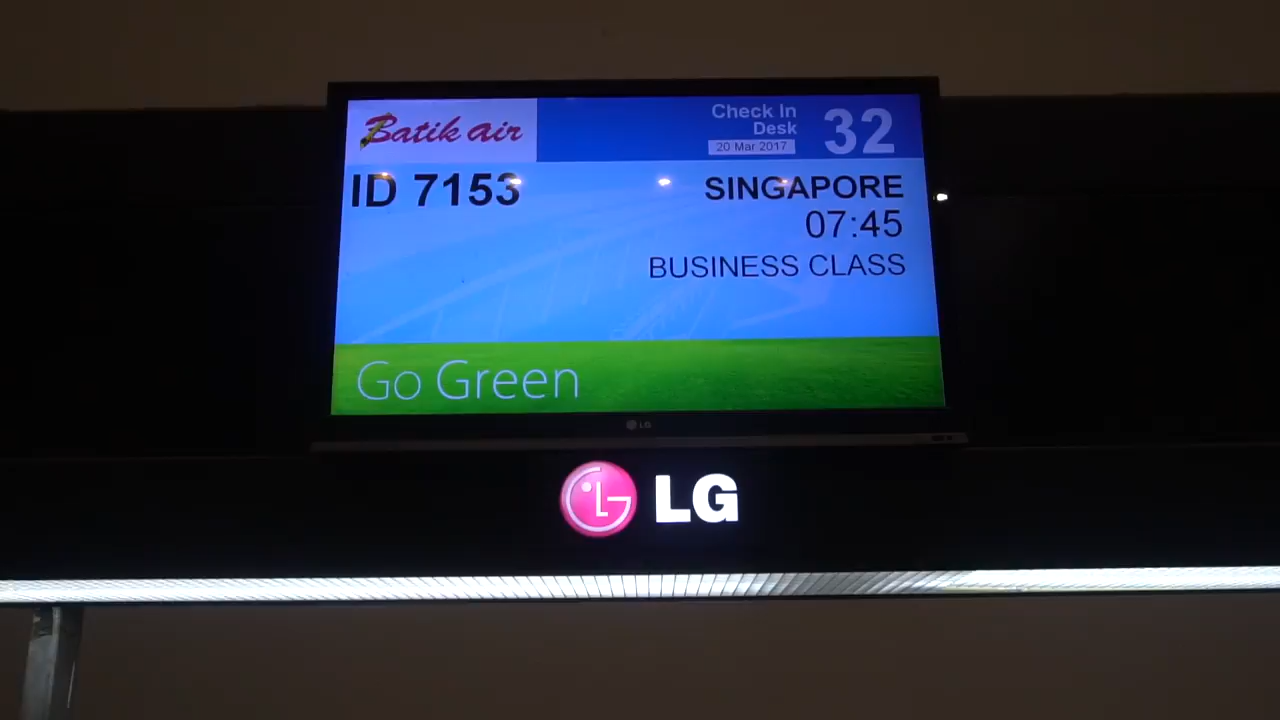 Batik air
Check In
Desk
32
20 Mar 2017
ID 7153
SINGAPORE
07:45
BUSINESS CLASS
Go Green
LG
LG